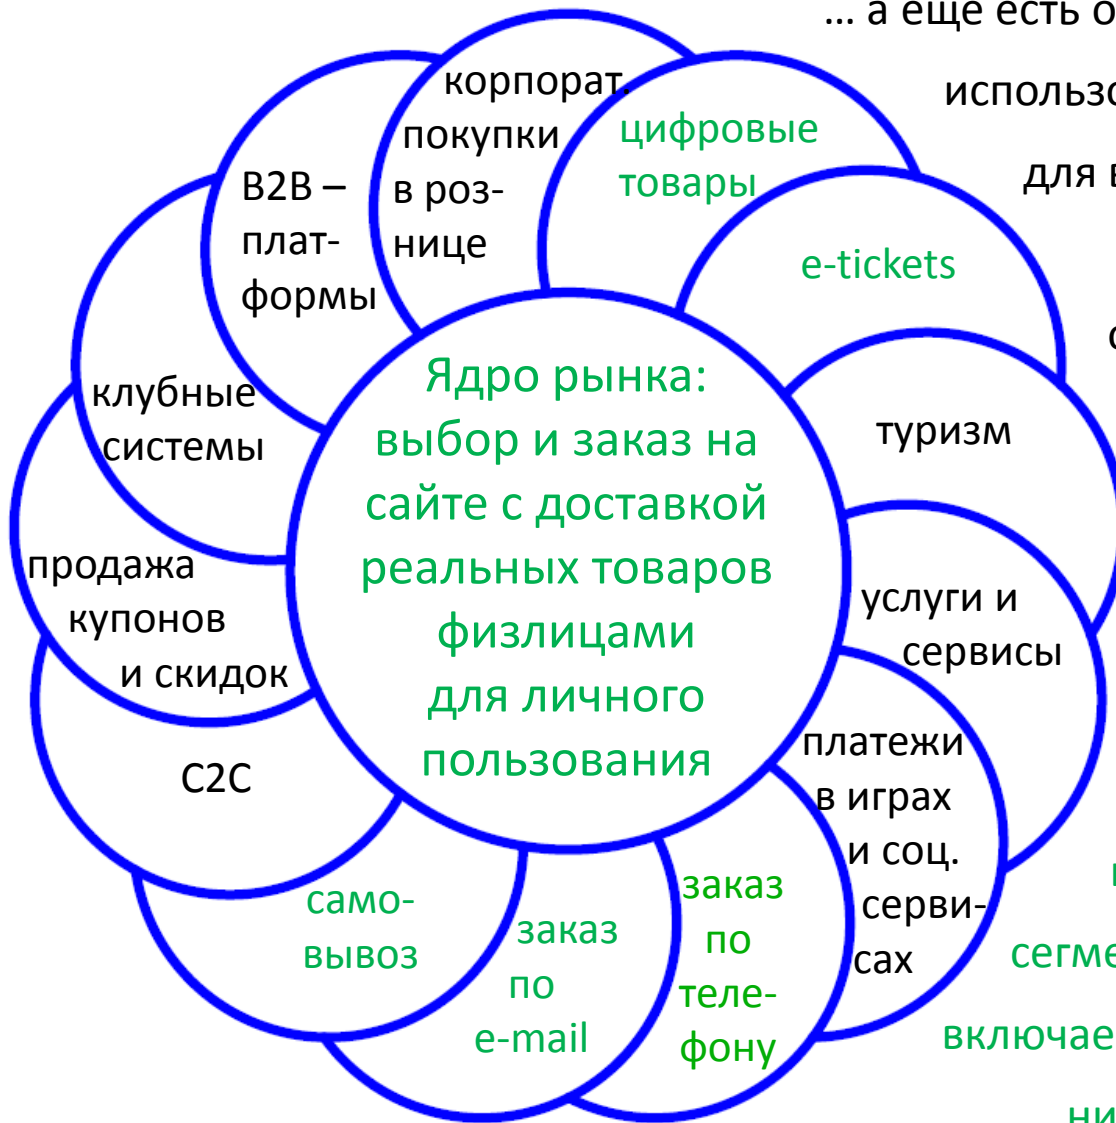 … а еще есть о
использо
для в
корпорат.
покупки
в роз-
нице
цифровые
товары
B2B –
плат-
формы
e-tickets
клубные
системы
туризм
Ядро рынка:
выбор и заказ на
сайте с доставкой
реальных товаров
физлицами
для личного
пользования
продажа
купонов
и скидок
услуги и
сервисы
C2C
платежи
в играх
и соц.
серви-
сах
само-
вывоз
заказ
по
e-mail
заказ
по
теле-
фону
сегме
включае
ни